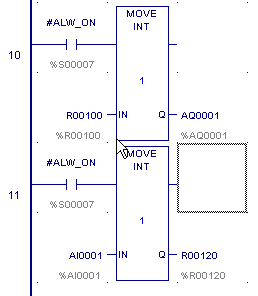 MOVE
#ALW_ON INT
10
%S00007
1
R00100 IN Q AQ0001
%R00100 %AQ0001
#ALW_ON MOVE
INT
11
%S00007
1
AI0001 IN Q R00120
%AI0001 %R00120